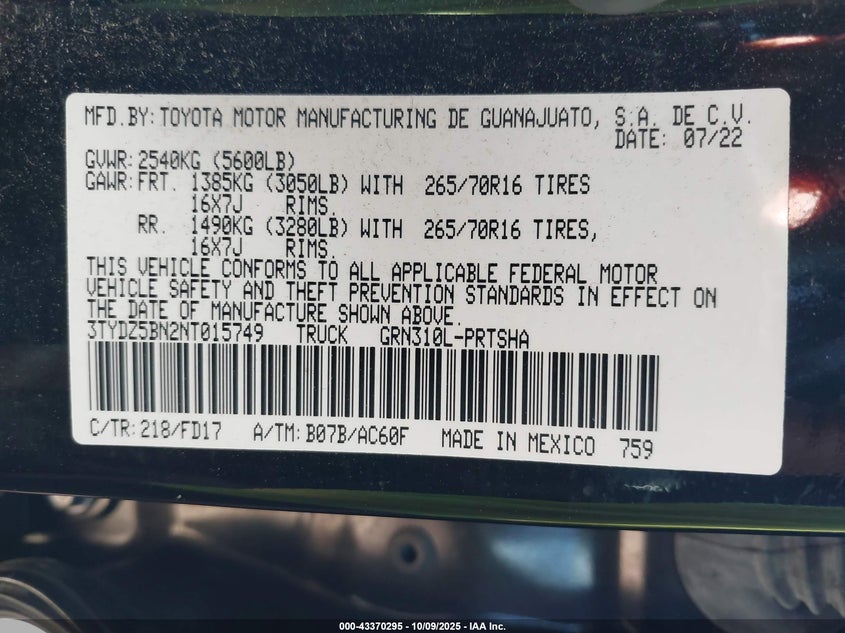 MFD.BY: TOYOTA MOTOR MANUFACTURING DE GUANAJUATO, S.A. DE C.V.
DATE: 07/22
GVWR: 2540KG (5600LB)
GAWR: FRT. 1385KG (3050LB) WITH 265/70R16 TIRES
16X7J RIMS.
RR. 1490KG (3280LB) WITH 265/70R16 TIRES,
16X7J RIMS.
THIS VEHICLE CONFORMS TO ALL APPLICABLE FEDERAL MOTOR
VEHICLE SAFETY AND THEFT PREVENTION STANDARDS IN EFFECT ON
THE DATE OF MANUFACTURE SHOWN ABOVE.
3TYDZ5BN2NT015749 TRUCK GRN310L-PRTSHA
C/TR: 218/FD17 A/TM: B07B/AC60F MADE IN MEXICO 759
000-43370295 - 10/09/2025 - IAA Inc.